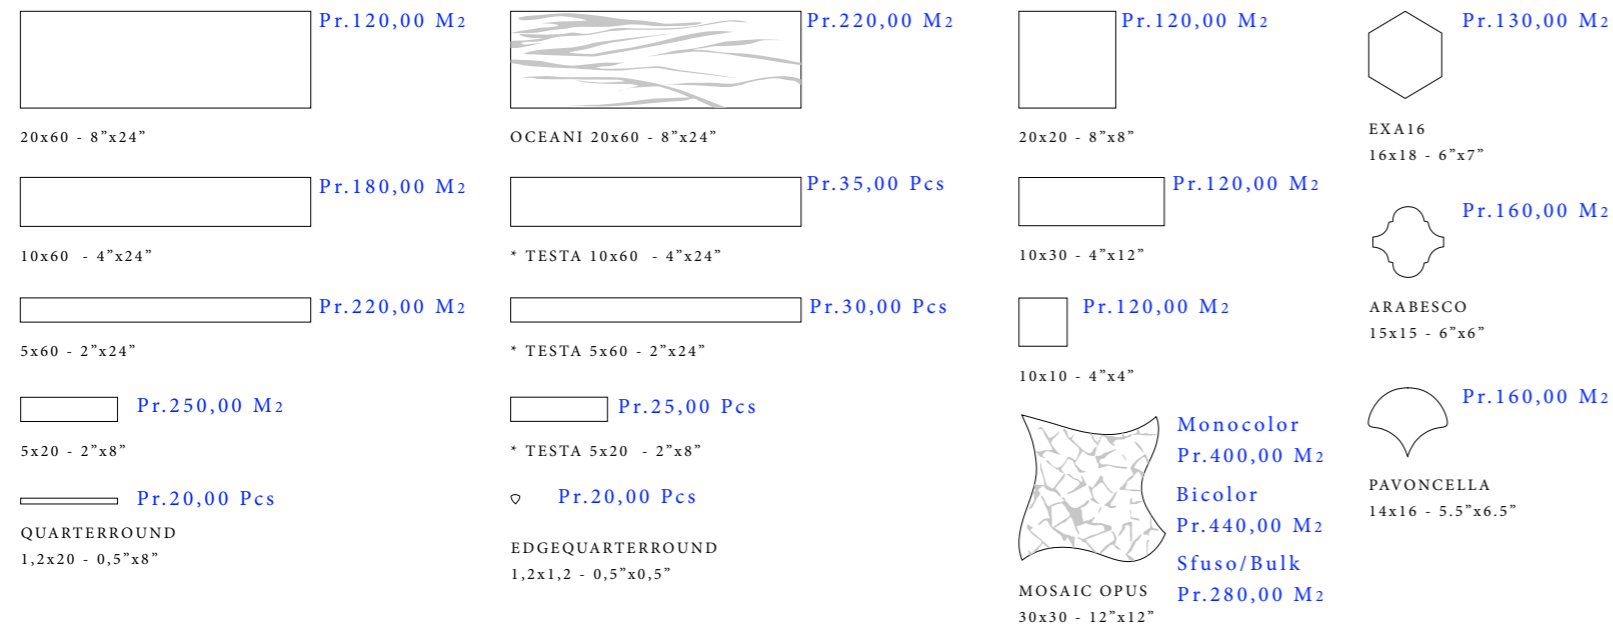 Pr.120,00 M2
20x60 - 8”x24”
Pr.180,00 M2
10x60  - 4”x24”
Pr.220,00 M2
5x60 - 2”x24”
Pr.250,00 M2
5x20 - 2”x8”
Pr.20,00 Pcs
QUARTERROUND
1,2x20 - 0,5”x8”
Pr.220,00 M2
OCEANI 20x60 - 8”x24”
Pr.35,00 Pcs
* TESTA 10x60  - 4”x24”
Pr.30,00 Pcs
* TESTA 5x60 - 2”x24”
Pr.25,00 Pcs
* TESTA 5x20  - 2”x8”
Pr.20,00 Pcs
EDGEQUARTERROUND
1,2x1,2 - 0,5”x0,5”
Pr.120,00 M2
20x20 - 8”x8”
Pr.120,00 M2
10x30 - 4”x12”
Pr.120,00 M2
10x10 - 4”x4”
Monocolor
Pr.400,00 M2
Bicolor
Pr.440,00 M2
Sfuso/Bulk
Pr.280,00 M2
MOSAIC OPUS
30x30 - 12”x12”
Pr.130,00 M2
EXA16
16x18 - 6”x7”
Pr.160,00 M2
ARABESCO
15x15 - 6”x6”
Pr.160,00 M2
PAVONCELLA
14x16 - 5.5”x6.5”